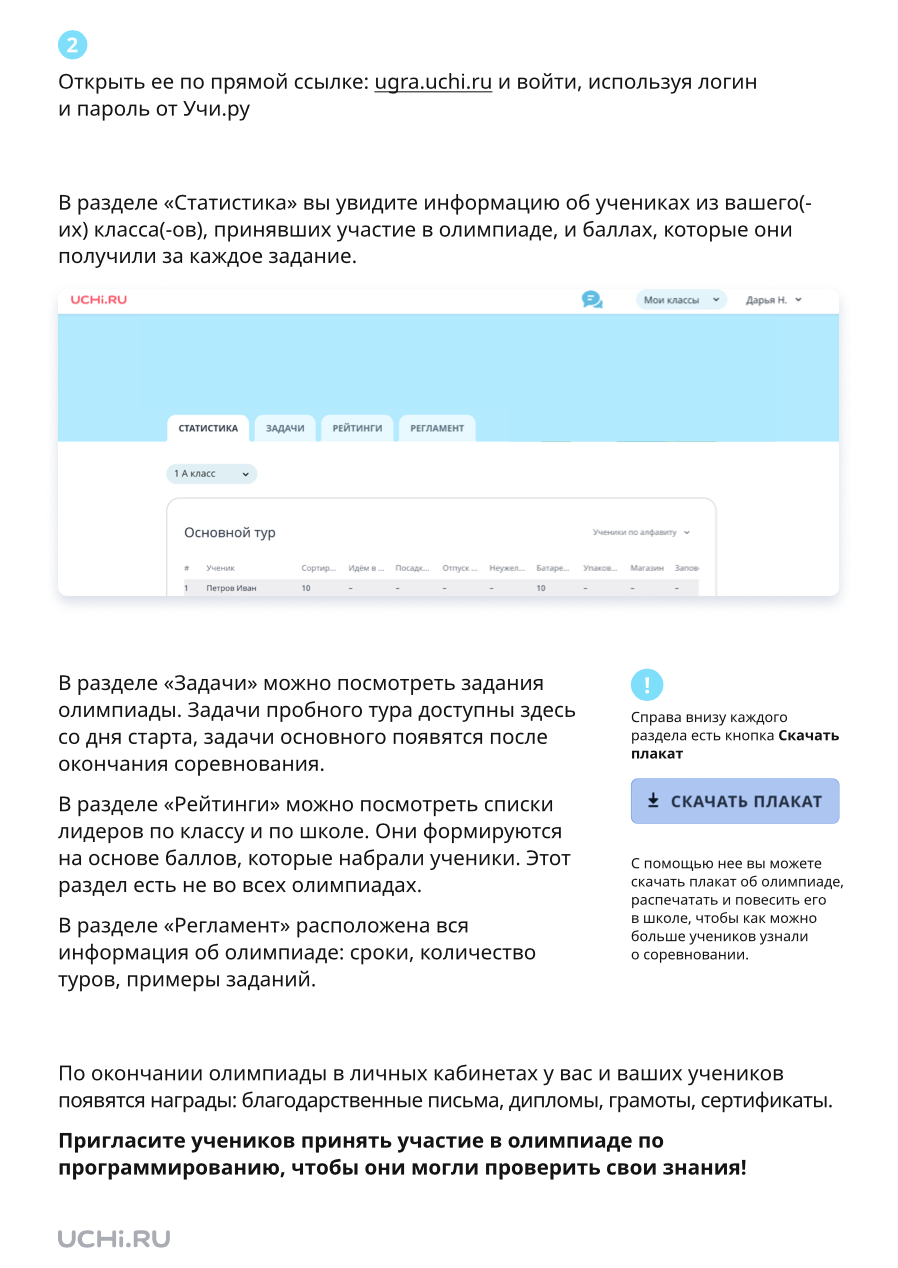 2
Открыть ее по прямой ссылке: ugra.uchi.ru и войти, используя логин
и пароль от Учи.ру
В разделе «Статистика» вы увидите информацию об учениках из вашего(-
их) класса(-ов), принявших участие в олимпиаде, и баллах, которые они
получили за каждое задание.
UCHi.RU
Мои классы
Дарья Н.
СТАТИСТИКА
ЗАДАЧИ
РЕЙТИНГИ
РЕГЛАМЕНТ
1 А класс
Основной тур
Ученики по алфавиту
# Ученик Сортир... Идём в ... Посадк... Отпуск ... Неужел... Батаре... Упаков... Магазин Запов
1 Петров Иван 10 – – – – 10 – – –
В разделе «Задачи» можно посмотреть задания
олимпиады. Задачи пробного тура доступны здесь
со дня старта, задачи основного появятся после
окончания соревнования.
В разделе «Рейтинги» можно посмотреть списки
лидеров по классу и по школе. Они формируются
на основе баллов, которые набрали ученики. Этот
раздел есть не во всех олимпиадах.
В разделе «Регламент» расположена вся
информация об олимпиаде: сроки, количество
туров, примеры заданий.
!
Справа внизу каждого
раздела есть кнопка Скачать
плакат
СКАЧАТЬ ПЛАКАТ
С помощью нее вы можете
скачать плакат об олимпиаде,
распечатать и повесить его
в школе, чтобы как можно
больше учеников узнали
о соревновании.
По окончании олимпиады в личных кабинетах у вас и ваших учеников
появятся награды: благодарственные письма, дипломы, грамоты, сертификаты.
Пригласите учеников принять участие в олимпиаде по
программированию, чтобы они могли проверить свои знания!
UCHi.RU